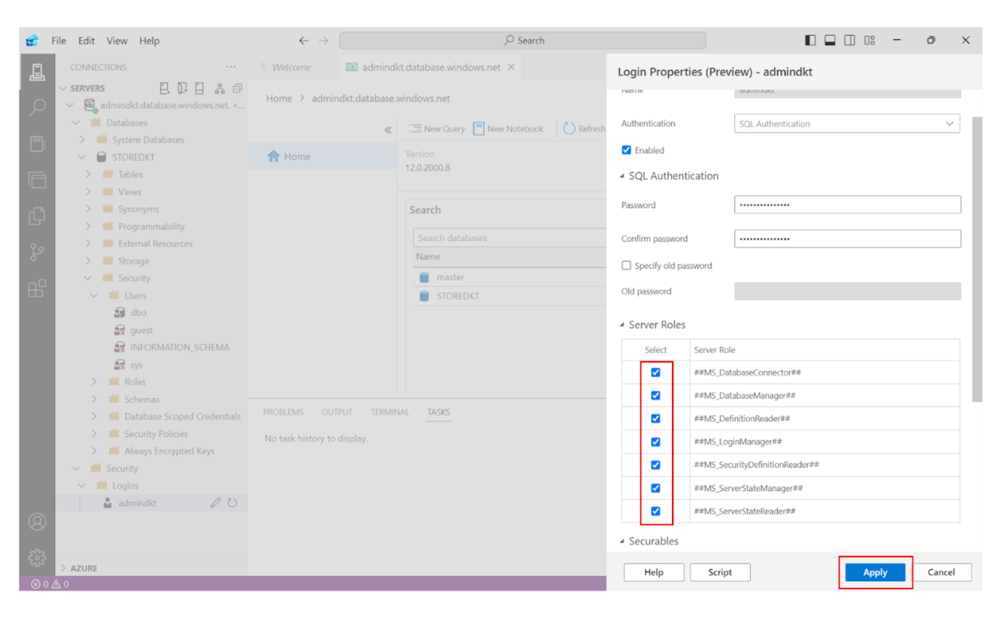 File Edit View Help
Search
CONNECTIONS
SERVERS
admindkt.database.windows.net, <...
Databases
System Databases
STOREDKT
Tables
Views
Synonyms
Programmability
External Resources
Storage
Security
Users
dbo
guest
INFORMATION_SCHEMA
sys
Roles
Schemas
Database Scoped Credentials
Security Policies
Always Encrypted Keys
Security
Logins
admindkt
AZURE
0 0
Welcome admindkt.database.windows.net
Home > admindkt.database.windows.net
New Query New Notebook Refresh
Home
Version
12.0.2000.8
Search
Search databases
Name
master
STOREDKT
PROBLEMS OUTPUT TERMINAL TASKS
No task history to display.
Login Properties (Preview) - admindkt
Name admindkt
Authentication SQL Authentication
Enabled
SQL Authentication
Password •••••••••••••••
Confirm password •••••••••••••••
Specify old password
Old password
Server Roles
Select Server Role
##MS_DatabaseConnector##
##MS_DatabaseManager##
##MS_DefinitionReader##
##MS_LoginManager##
##MS_SecurityDefinitionReader##
##MS_ServerStateManager##
##MS_ServerStateReader##
Securables
Help Script Apply Cancel